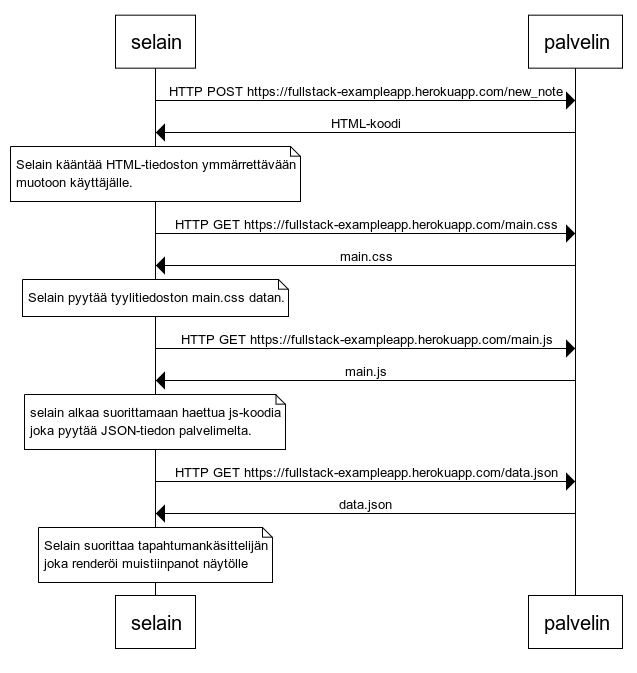 selain
palvelin
HTTP POST https://fullstack-exampleapp.herokuapp.com/new_note
HTML-koodi
Selain kääntää HTML-tiedoston ymmärrettävään
muotoon käyttäjälle.
HTTP GET https://fullstack-exampleapp.herokuapp.com/main.css
main.css
Selain pyytää tyylitiedoston main.css datan.
HTTP GET https://fullstack-exampleapp.herokuapp.com/main.js
main.js
selain alkaa suorittamaan haettua js-koodia
joka pyytää JSON-tiedon palvelimelta.
HTTP GET https://fullstack-exampleapp.herokuapp.com/data.json
data.json
Selain suorittaa tapahtumankäsittelijän
joka renderöi muistiinpanot näytölle
selain
palvelin